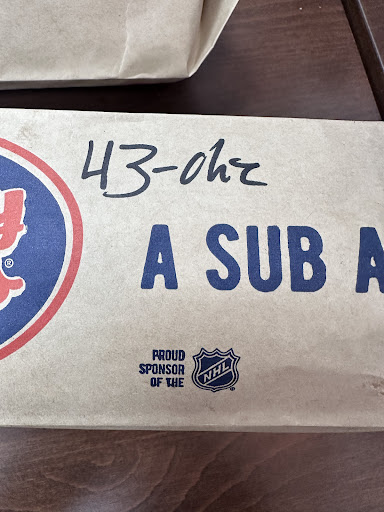 43-ohc
A SUB A
y®
PROUD
SPONSOR
OF THE
NHL